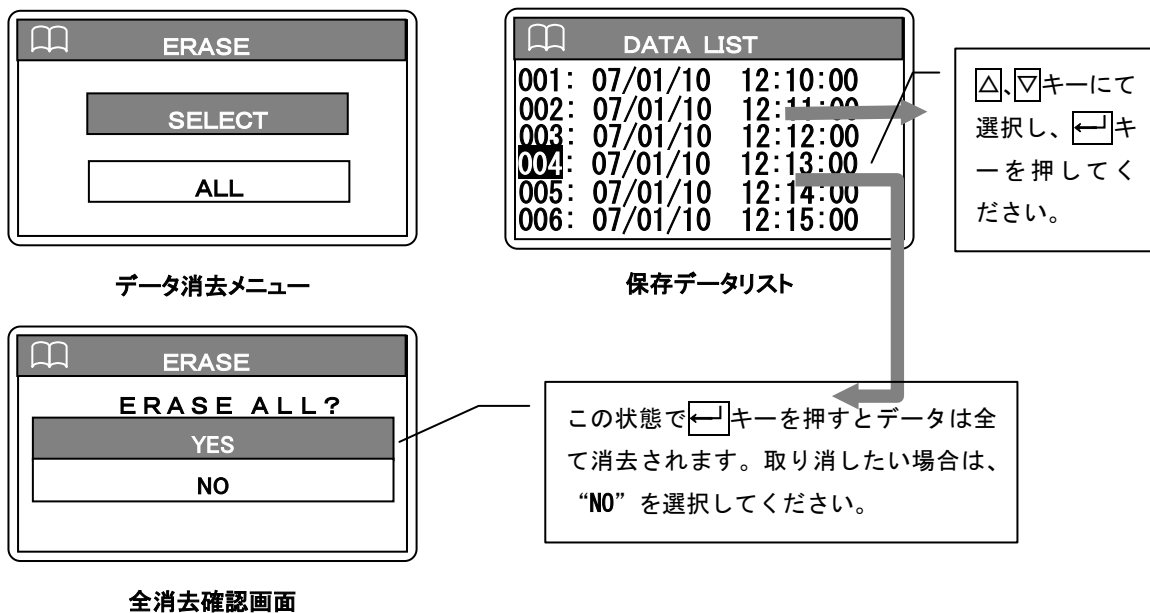 ERASE
SELECT
ALL
データ消去メニュー
DATA LIST
001: 07/01/10 12:10:00
002: 07/01/10 12:11:00
003: 07/01/10 12:12:00
004: 07/01/10 12:13:00
005: 07/01/10 12:14:00
006: 07/01/10 12:15:00
保存データリスト
△、▽キーにて
選択し、←┘キ
ーを押してく
ださい。
ERASE
ERASE ALL?
YES
NO
全消去確認画面
この状態で←┘キーを押すとデータは全
て消去されます。取り消したい場合は、
“NO”を選択してください。